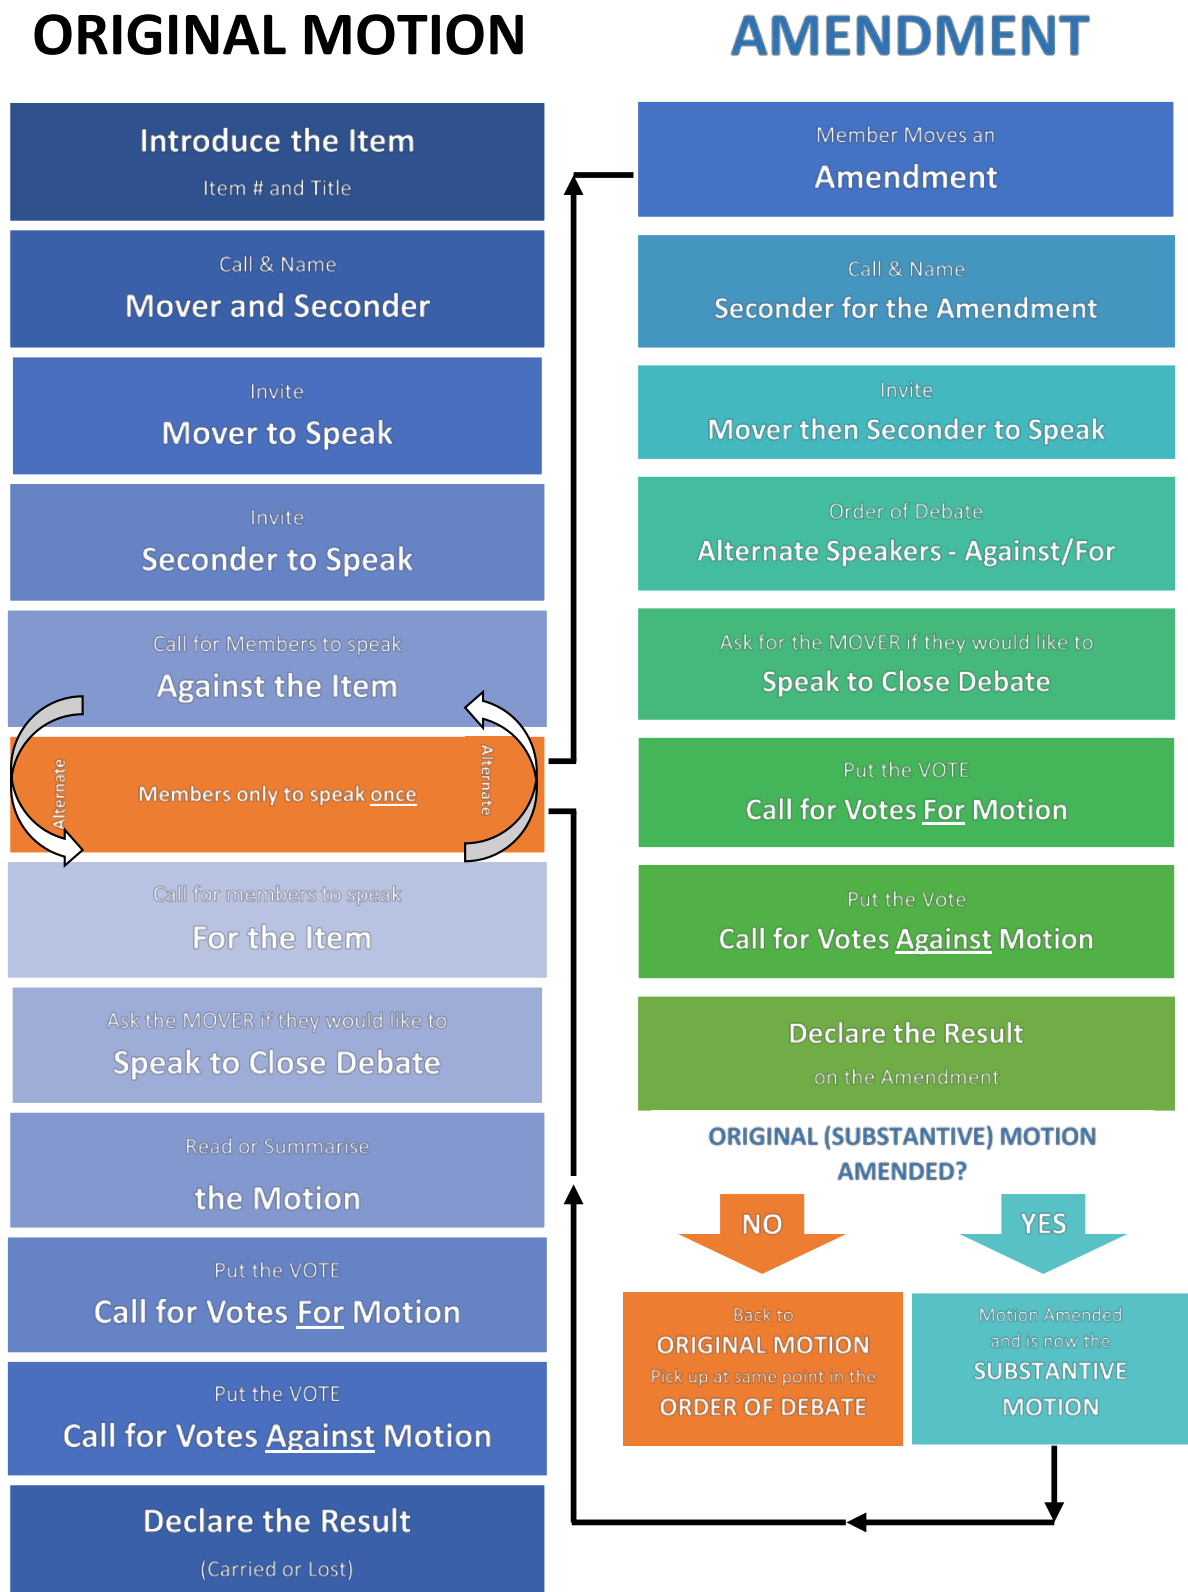 ORIGINAL MOTION
Introduce the Item
Item # and Title
Call & Name
Mover and Seconder
Invite
Mover to Speak
Invite
Seconder to Speak
Call for Members to speak
Against the Item
Alternate
Members only to speak once
Alternate
Call for members to speak
For the Item
Ask the MOVER if they would like to
Speak to Close Debate
Read or Summarise
the Motion
Put the VOTE
Call for Votes For Motion
Put the VOTE
Call for Votes Against Motion
Declare the Result
(Carried or Lost)
AMENDMENT
Member Moves an
Amendment
Call & Name
Seconder for the Amendment
Invite
Mover then Seconder to Speak
Order of Debate
Alternate Speakers - Against/For
Ask for the MOVER if they would like to
Speak to Close Debate
Put the VOTE
Call for Votes For Motion
Put the Vote
Call for Votes Against Motion
Declare the Result
on the Amendment
ORIGINAL (SUBSTANTIVE) MOTION
AMENDED?
NO
Back to
ORIGINAL MOTION
Pick up at same point in the
ORDER OF DEBATE
YES
Motion Amended
and is now the
SUBSTANTIVE
MOTION